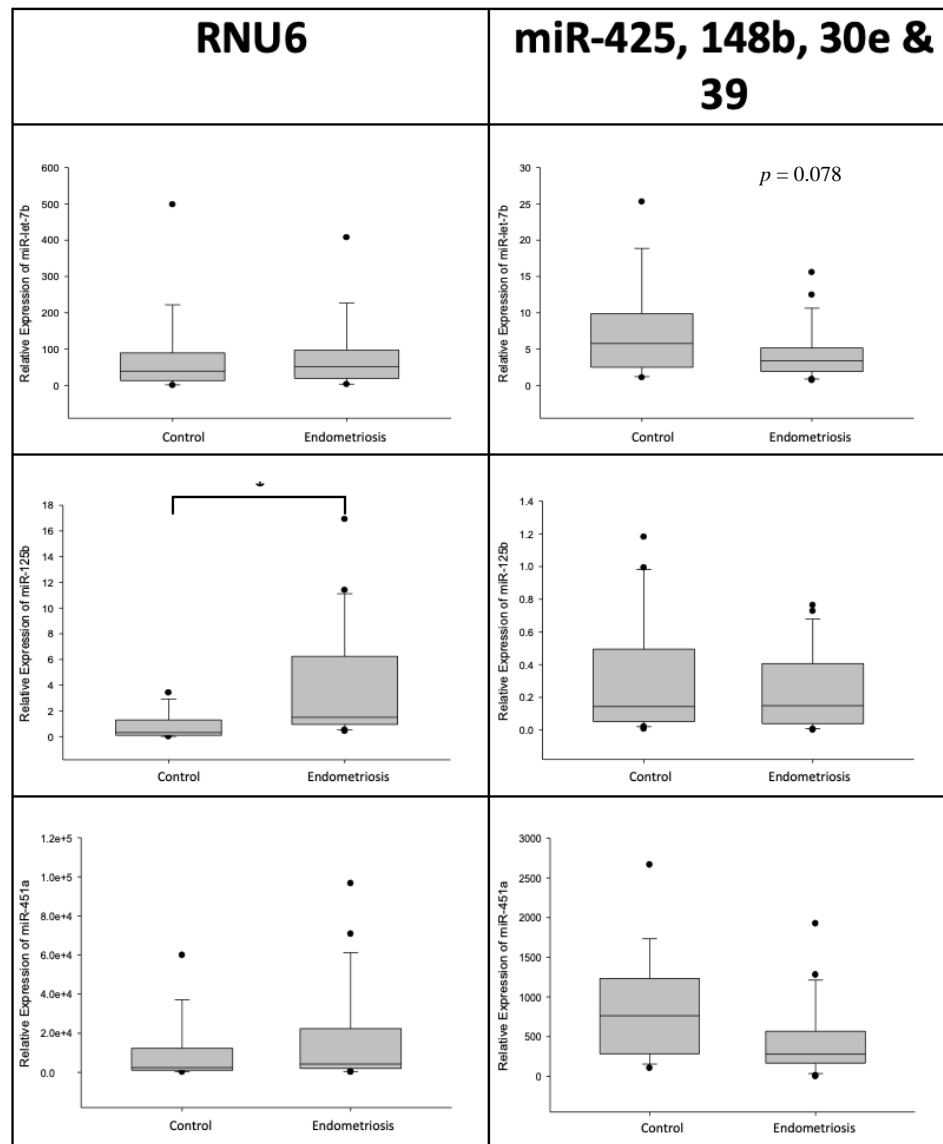 RNU6
miR-425, 148b, 30e &
39
Relative Expression of miR-let-7b
600
500
400
300
200
100
0
Control
Endometriosis
Relative Expression of miR-let-7b
30
25
20
15
10
5
0
p = 0.078
Control
Endometriosis
Relative Expression of miR-125b
18
16
14
12
10
8
6
4
2
0
*
Control
Endometriosis
Relative Expression of miR-125b
1.4
1.2
1.0
0.8
0.6
0.4
0.2
0.0
Control
Endometriosis
Relative Expression of miR-451a
1.2e+5
1.0e+5
8.0e+4
6.0e+4
4.0e+4
2.0e+4
0.0
Control
Endometriosis
Relative Expression of miR-451a
3000
2500
2000
1500
1000
500
0
Control
Endometriosis